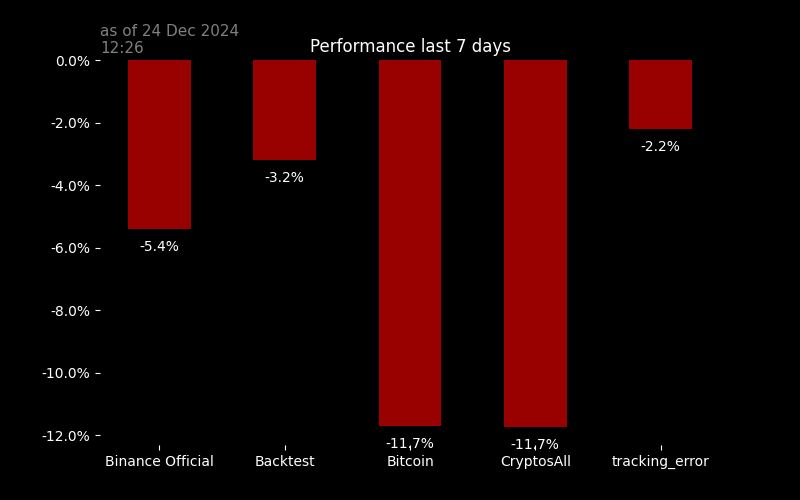 as of 24 Dec 2024
12:26
Performance last 7 days
0.0%
-2.0%
-4.0%
-6.0%
-8.0%
-10.0%
-12.0%
-5.4%
-3.2%
-11.7%
-11.7%
-2.2%
Binance Official
Backtest
Bitcoin
CryptosAll
tracking_error